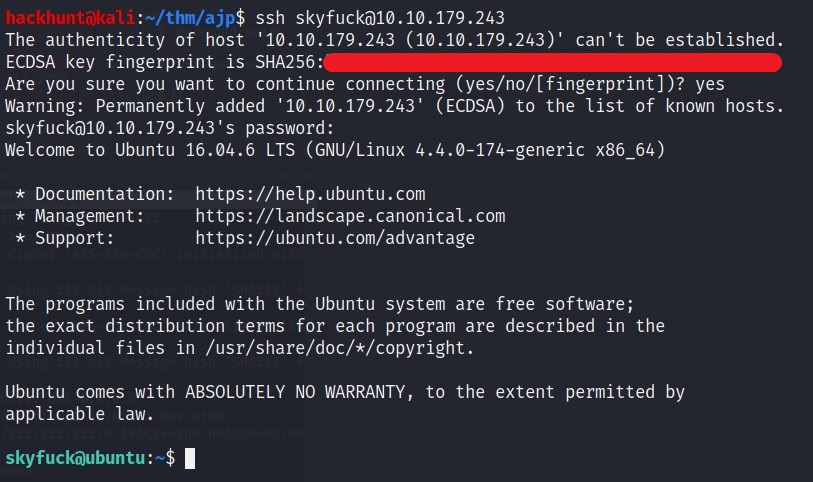 hackhunt@kali:~/thm/ajp$ ssh skyfuck@10.10.179.243
The authenticity of host '10.10.179.243 (10.10.179.243)' can't be established.
ECDSA key fingerprint is SHA256:
Are you sure you want to continue connecting (yes/no/[fingerprint])? yes
Warning: Permanently added '10.10.179.243' (ECDSA) to the list of known hosts.
skyfuck@10.10.179.243's password:
Welcome to Ubuntu 16.04.6 LTS (GNU/Linux 4.4.0-174-generic x86_64)
* Documentation: https://help.ubuntu.com
* Management: https://landscape.canonical.com
* Support: https://ubuntu.com/advantage
The programs included with the Ubuntu system are free software;
the exact distribution terms for each program are described in the
individual files in /usr/share/doc/*/copyright.
Ubuntu comes with ABSOLUTELY NO WARRANTY, to the extent permitted by
applicable law.
skyfuck@ubuntu:~$